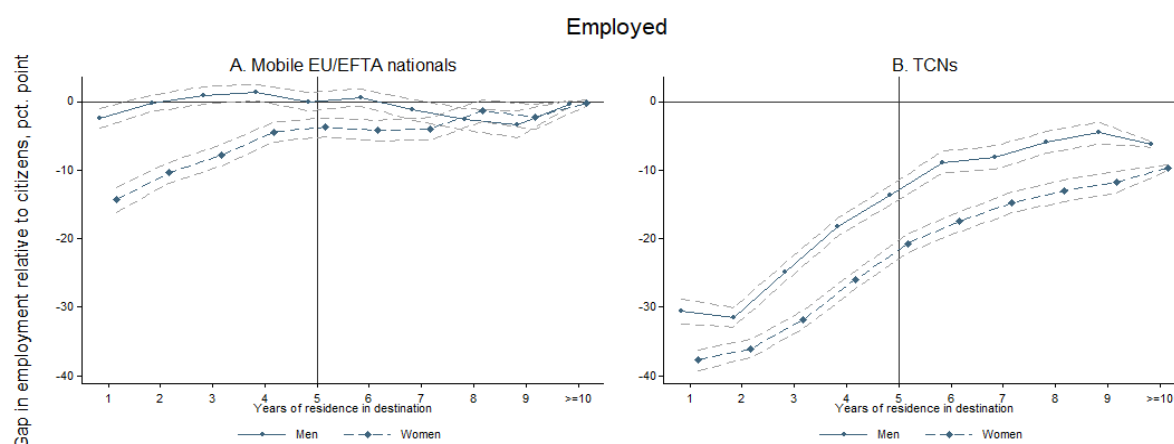 Employed
Gap in employment relative to citizens, pct. point
A. Mobile EU/EFTA nationals
0
-10
-20
-30
-40
1 2 3 4 5 6 7 8 9 >=10
Years of residence in destination
Men Women
B. TCNs
0
-10
-20
-30
-40
1 2 3 4 5 6 7 8 9 >=10
Years of residence in destination
Men Women